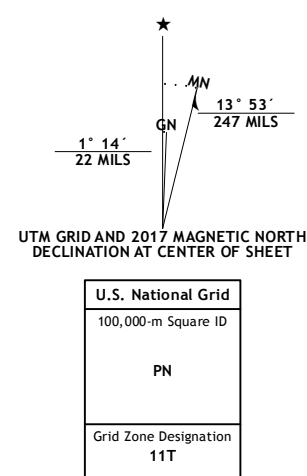 ★
MN
GN
13° 53´
247 MILS
1° 14´
22 MILS
UTM GRID AND 2017 MAGNETIC NORTH
DECLINATION AT CENTER OF SHEET
U.S. National Grid
100,000-m Square ID
PN
Grid Zone Designation
11T